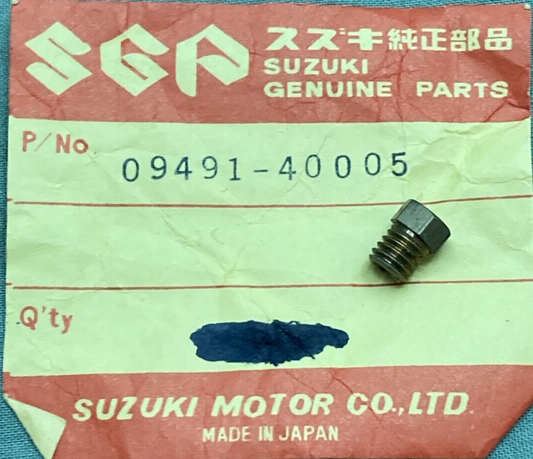 SGP
スズキ純正部品
SUZUKI
GENUINE PARTS
P/No.
09491-40005
Q'ty
SUZUKI MOTOR CO.,LTD.
MADE IN JAPAN